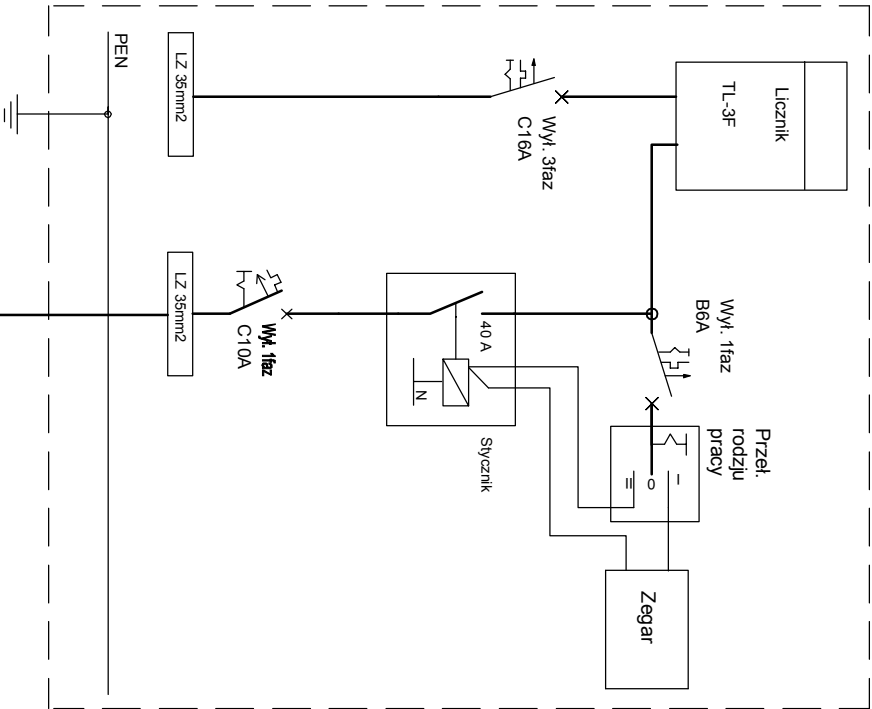 Licznik
TL-3F
Wył. 3faz
C16A
LZ 35mm2
PEN
Wył. 1faz
B6A
Przeł.
rodzju
pracy
I
0
II
Zegar
40 A
N
Stycznik
Wył. 1faz
C10A
LZ 35mm2